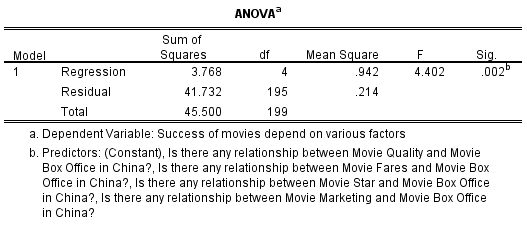 ANOVAa
Model Sum of Squares df Mean Square F Sig.
1 Regression 3.768 4 .942 4.402 .002b
Residual 41.732 195 .214
Total 45.500 199
a. Dependent Variable: Success of movies depend on various factors
b. Predictors: (Constant), Is there any relationship between Movie Quality and Movie
Box Office in China?, Is there any relationship between Movie Fares and Movie Box
Office in China?, Is there any relationship between Movie Star and Movie Box Office
in China?, Is there any relationship between Movie Marketing and Movie Box Office
in China?